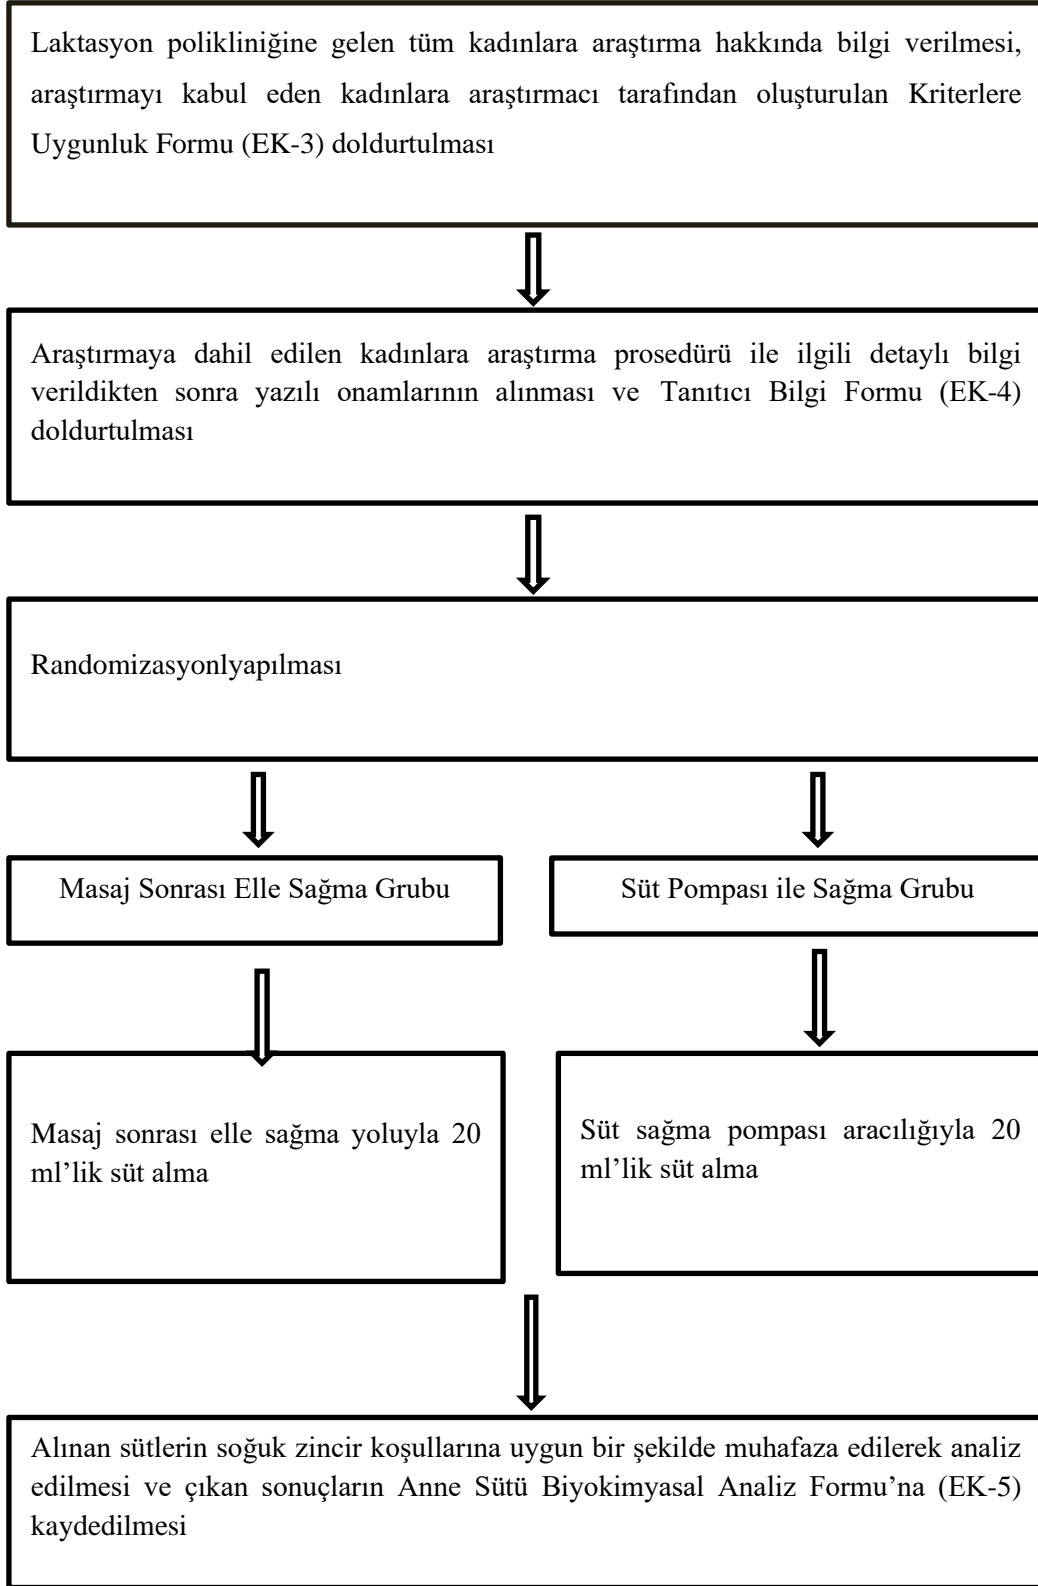 Laktasyon polikliniğine gelen tüm kadınlara araştırma hakkında bilgi verilmesi,
araştırmayı kabul eden kadınlara araştırmacı tarafından oluşturulan Kriterlere
Uygunluk Formu (EK-3) doldurtulması
Araştırmaya dahil edilen kadınlara araştırma prosedürü ile ilgili detaylı bilgi
verildikten sonra yazılı onamlarının alınması ve Tanıtıcı Bilgi Formu (EK-4)
doldurtulması
Randomizasyonlyapılması
Masaj Sonrası Elle Sağma Grubu
Süt Pompası ile Sağma Grubu
Masaj sonrası elle sağma yoluyla 20
ml’lik süt alma
Süt sağma pompası aracılığıyla 20
ml’lik süt alma
Alınan sütlerin soğuk zincir koşullarına uygun bir şekilde muhafaza edilerek analiz
edilmesi ve çıkan sonuçların Anne Sütü Biyokimyasal Analiz Formu’na (EK-5)
kaydedilmesi